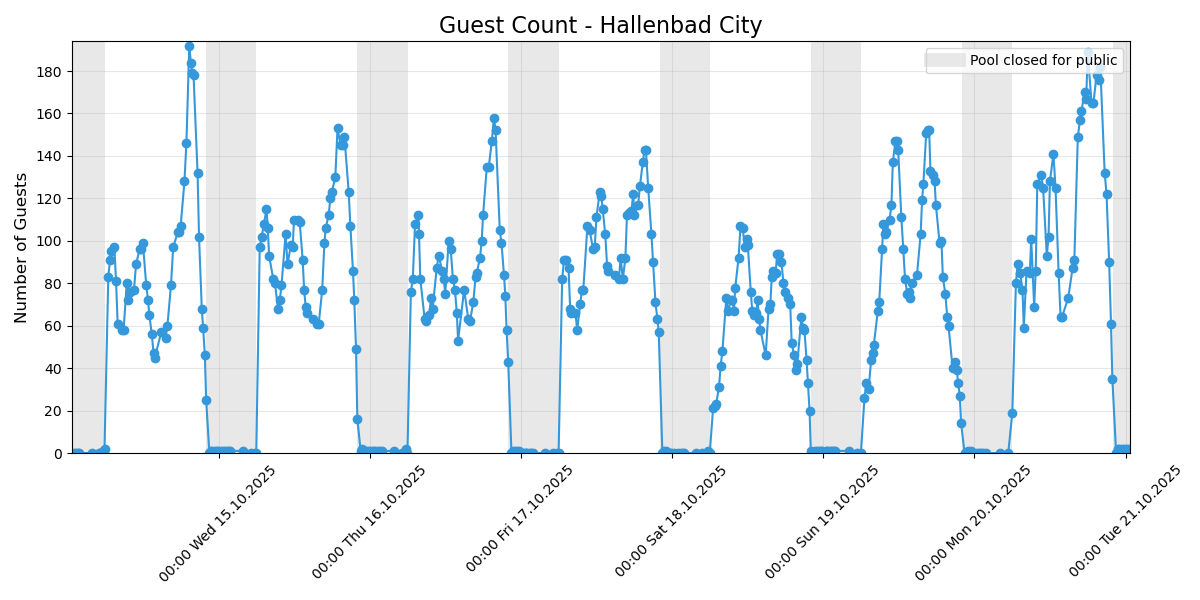 Guest Count - Hallenbad City
Pool closed for public
Number of Guests
180
160
140
120
100
80
60
40
20
0
00:00 Wed 15.10.2025
00:00 Thu 16.10.2025
00:00 Fri 17.10.2025
00:00 Sat 18.10.2025
00:00 Sun 19.10.2025
00:00 Mon 20.10.2025
00:00 Tue 21.10.2025